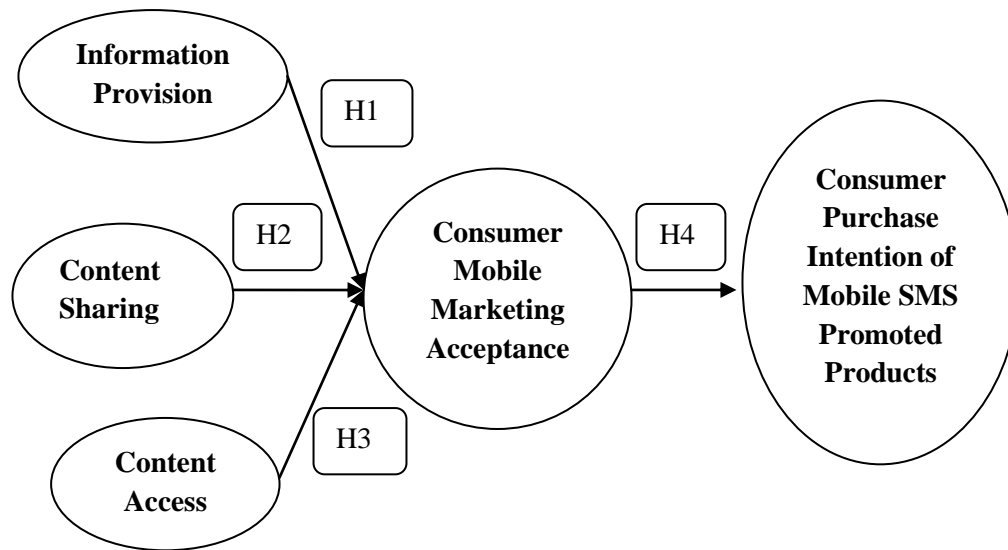 Information
Provision
H1
Content
Sharing
H2
Content
Access
H3
Consumer
Mobile
Marketing
Acceptance
H4
Consumer
Purchase
Intention of
Mobile SMS
Promoted
Products